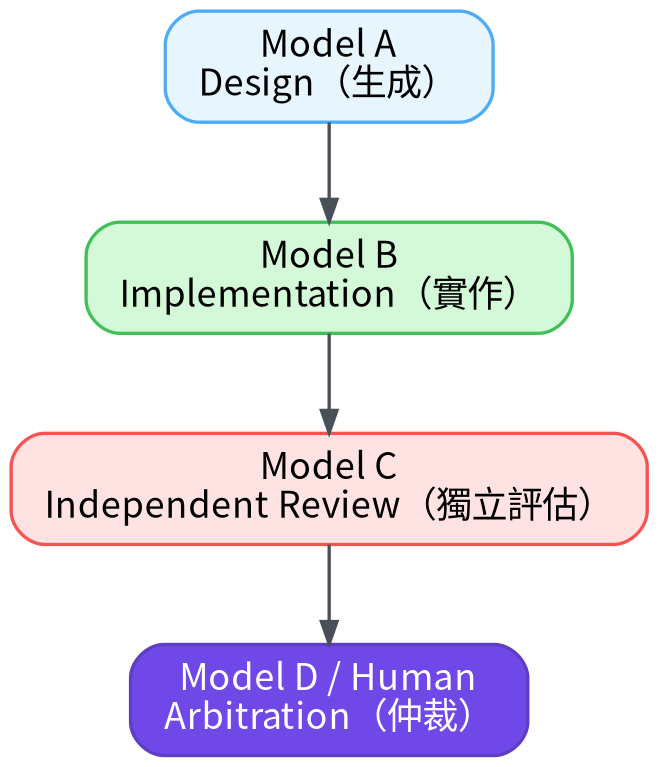 Model A
Design（生成）
Model B
Implementation（實作）
Model C
Independent Review（獨立評估）
Model D / Human
Arbitration（仲裁）